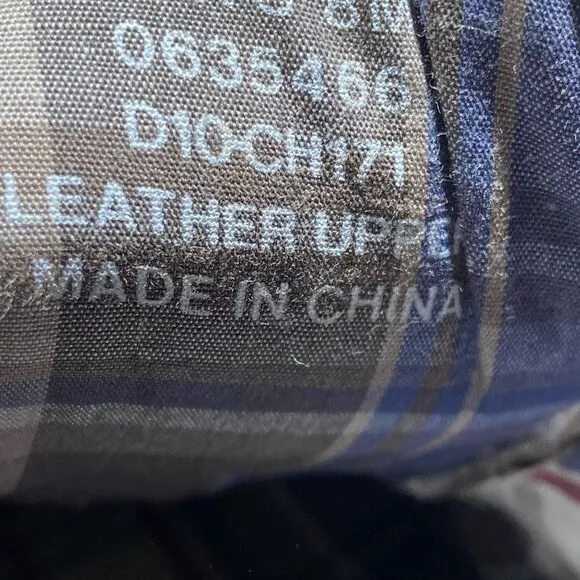 0635466
D10-CH171
LEATHER UPPER
MADE IN CHINA